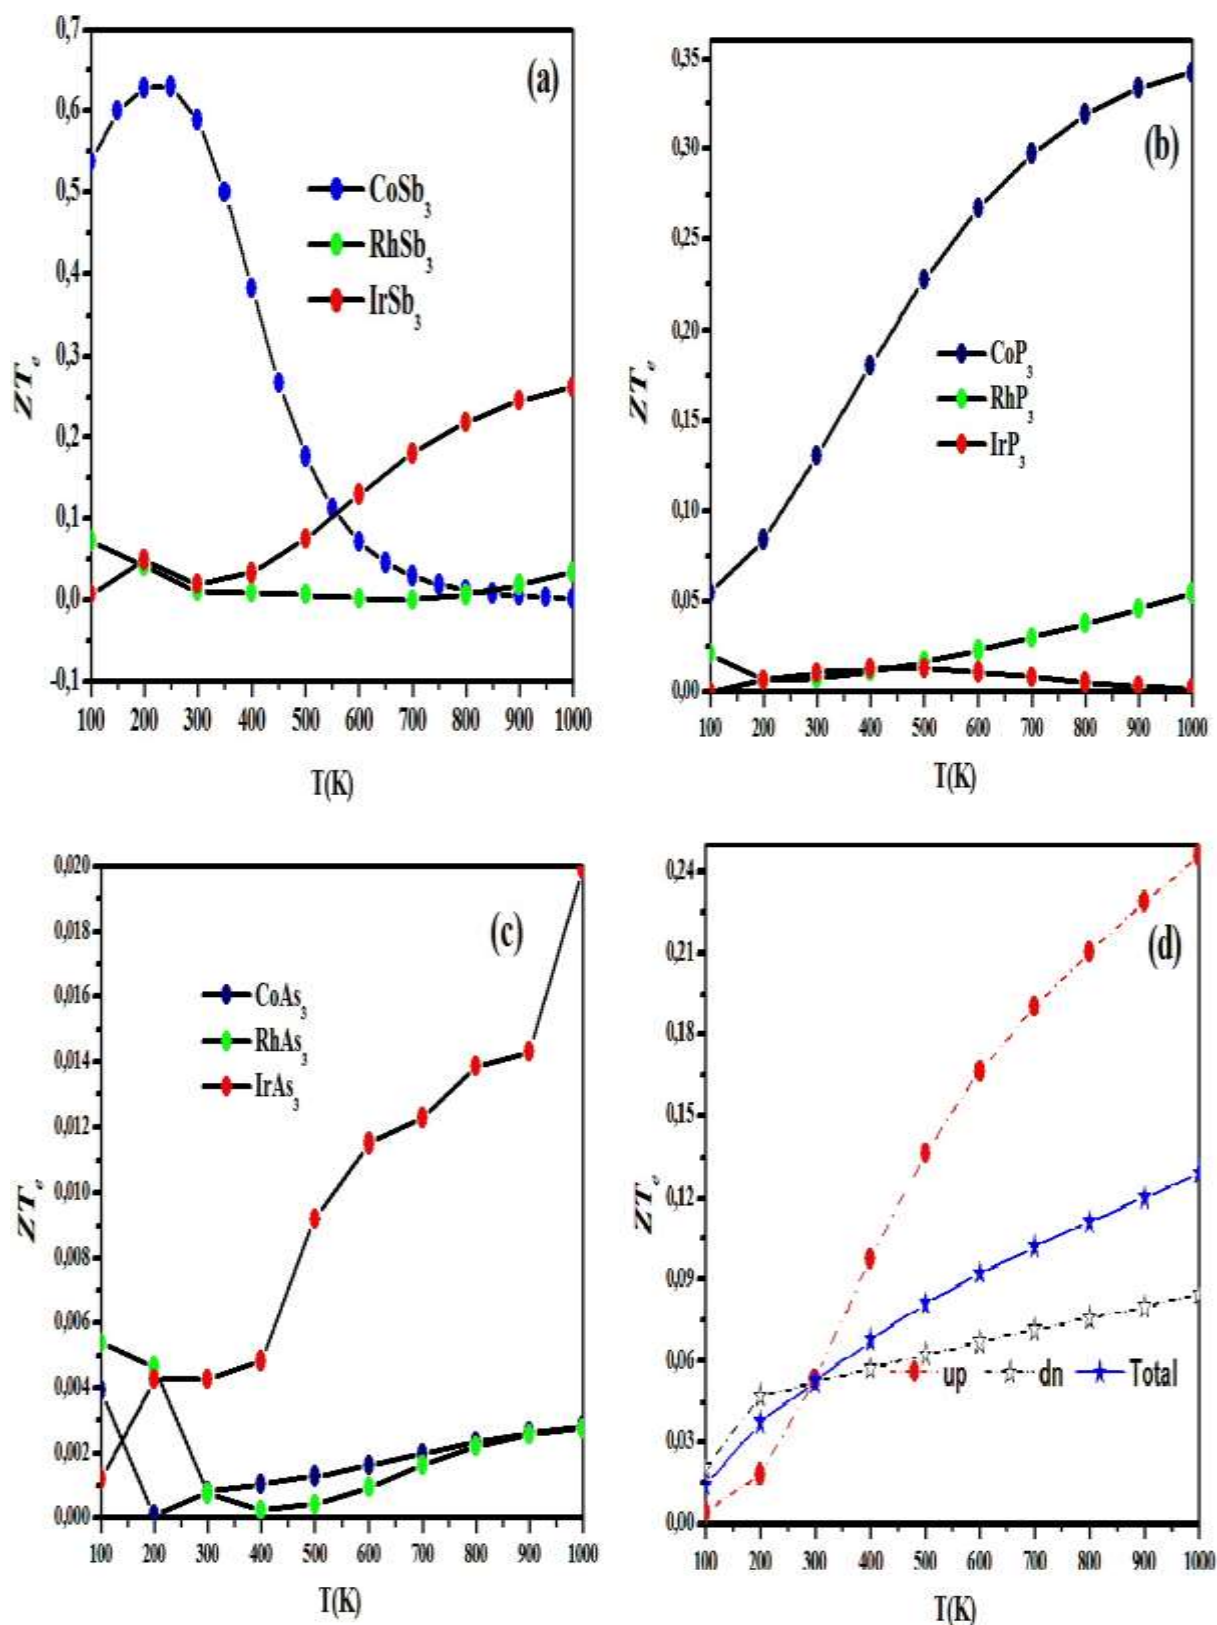 0,7
0,6
0,5
0,4
0,3
0,2
0,1
0,0
-0,1
ZTe
(a)
CoSb3
RhSb3
IrSb3
100 200 300 400 500 600 700 800 900 1000
T(K)
0,35
0,30
0,25
0,20
0,15
0,10
0,05
0,00
ZTe
(b)
CoP3
RhP3
IrP3
100 200 300 400 500 600 700 800 900 1000
T(K)
0,020
0,018
0,016
0,014
0,012
0,010
0,008
0,006
0,004
0,002
0,000
ZTe
(c)
CoAs3
RhAs3
IrAs3
100 200 300 400 500 600 700 800 900 1000
T(K)
0,24
0,21
0,18
0,15
0,12
0,09
0,06
0,03
0,00
ZTe
(d)
up dn Total
100 200 300 400 500 600 700 800 900 1000
T(K)